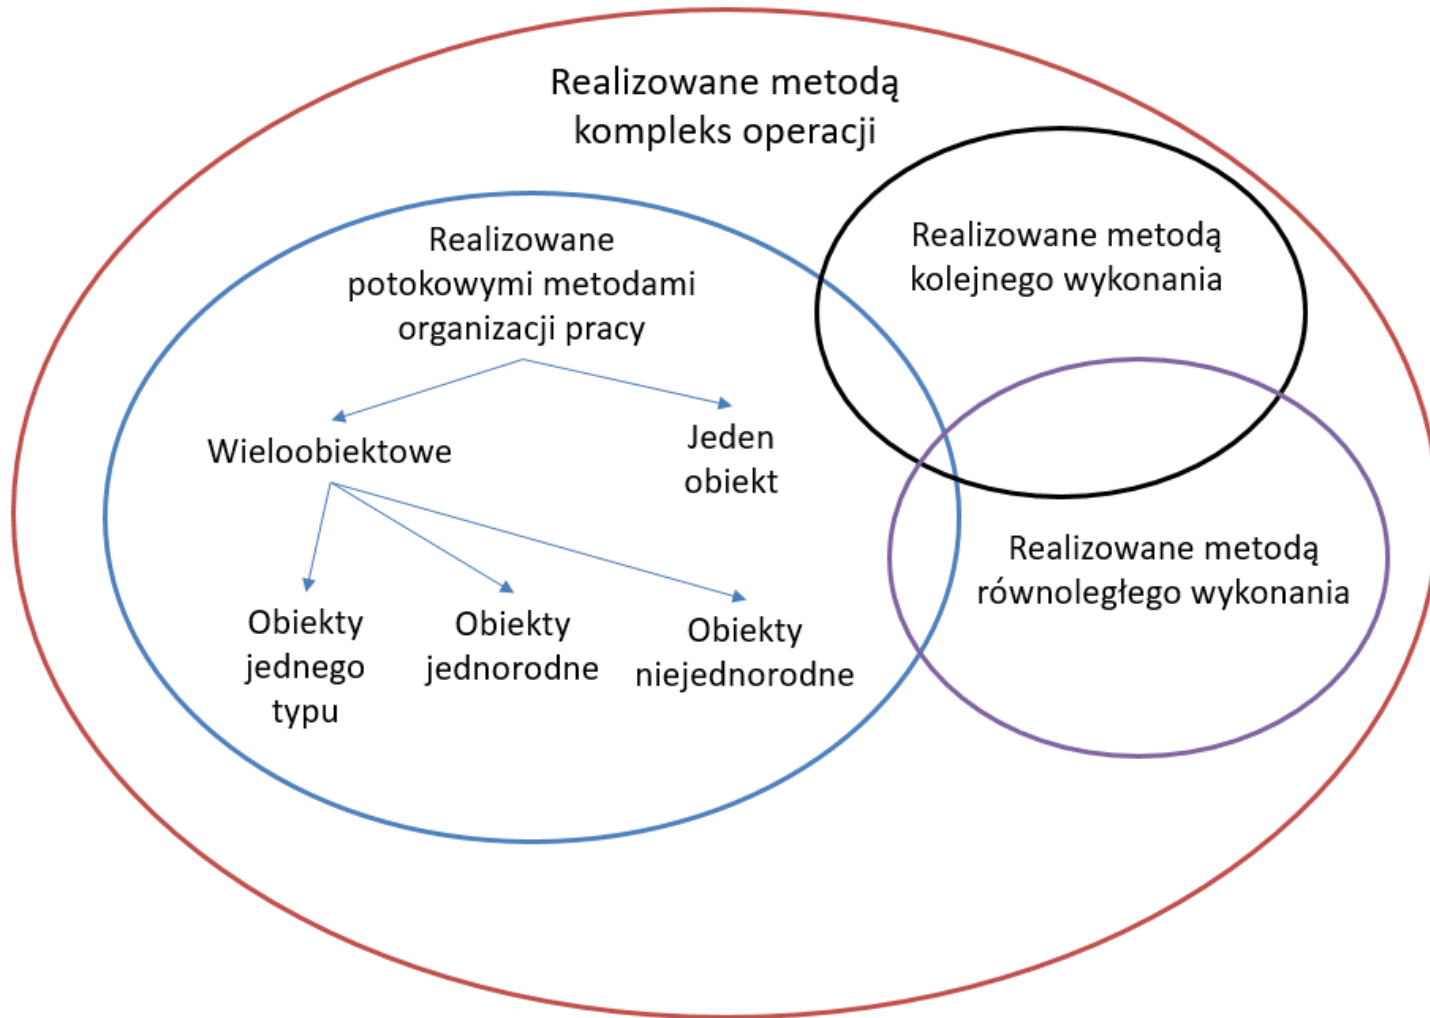 Realizowane metodą
kompleks operacji
Realizowane
potokowymi metodami
organizacji pracy
Realizowane metodą
kolejnego wykonania
Wieloobiektowe
Jeden
obiekt
Realizowane metodą
równoległego wykonania
Obiekty
jednego
typu
Obiekty
jednorodne
Obiekty
niejednorodne